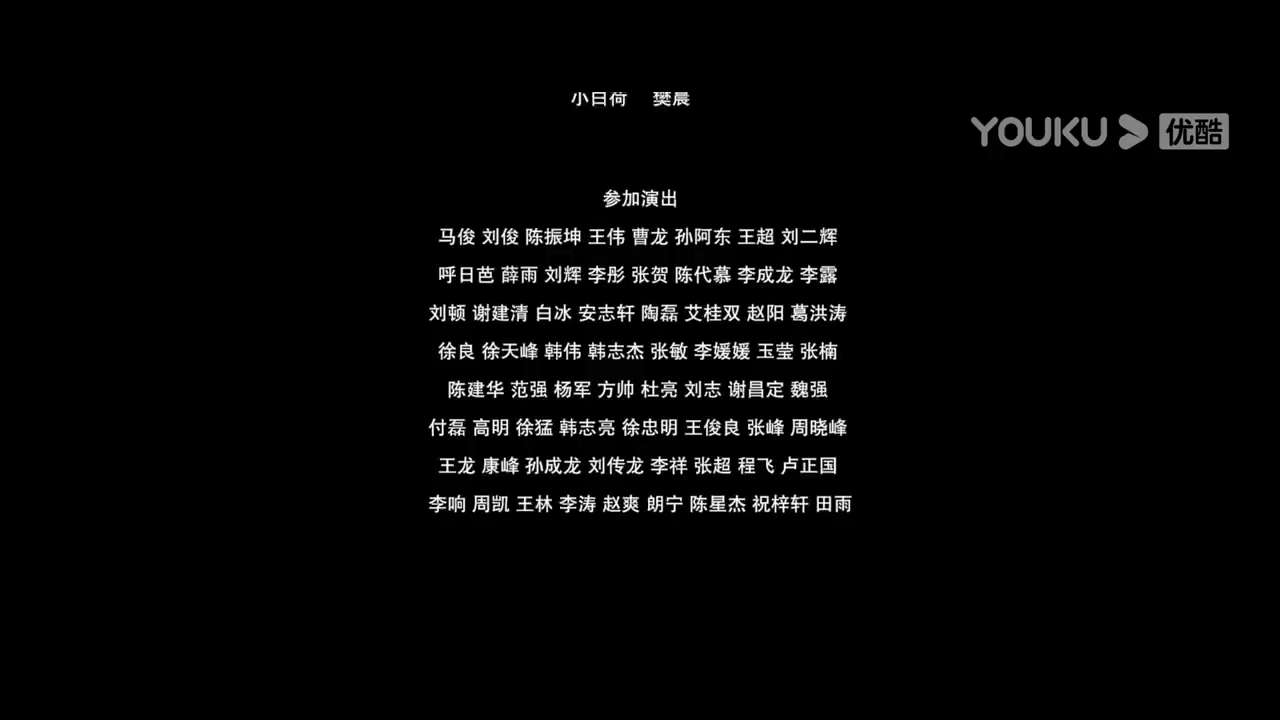 小日荷 樊晨
YOUKU 优酷
参加演出
马俊 刘俊 陈振坤 王伟 曹龙 孙阿东 王超 刘二辉
呼日芭 薛雨 刘辉 李彤 张贺 陈代慕 李成龙 李露
刘顿 谢建清 白冰 安志轩 陶磊 艾桂双 赵阳 葛洪涛
徐良 徐天峰 韩伟 韩志杰 张敏 李媛媛 玉莹 张楠
陈建华 范强 杨军 方帅 杜亮 刘志 谢昌定 魏强
付磊 高明 徐猛 韩志亮 徐忠明 王俊良 张峰 周晓峰
王龙 康峰 孙成龙 刘传龙 李祥 张超 程飞 卢正国
李响 周凯 王林 李涛 赵爽 朗宁 陈星杰 祝梓轩 田雨